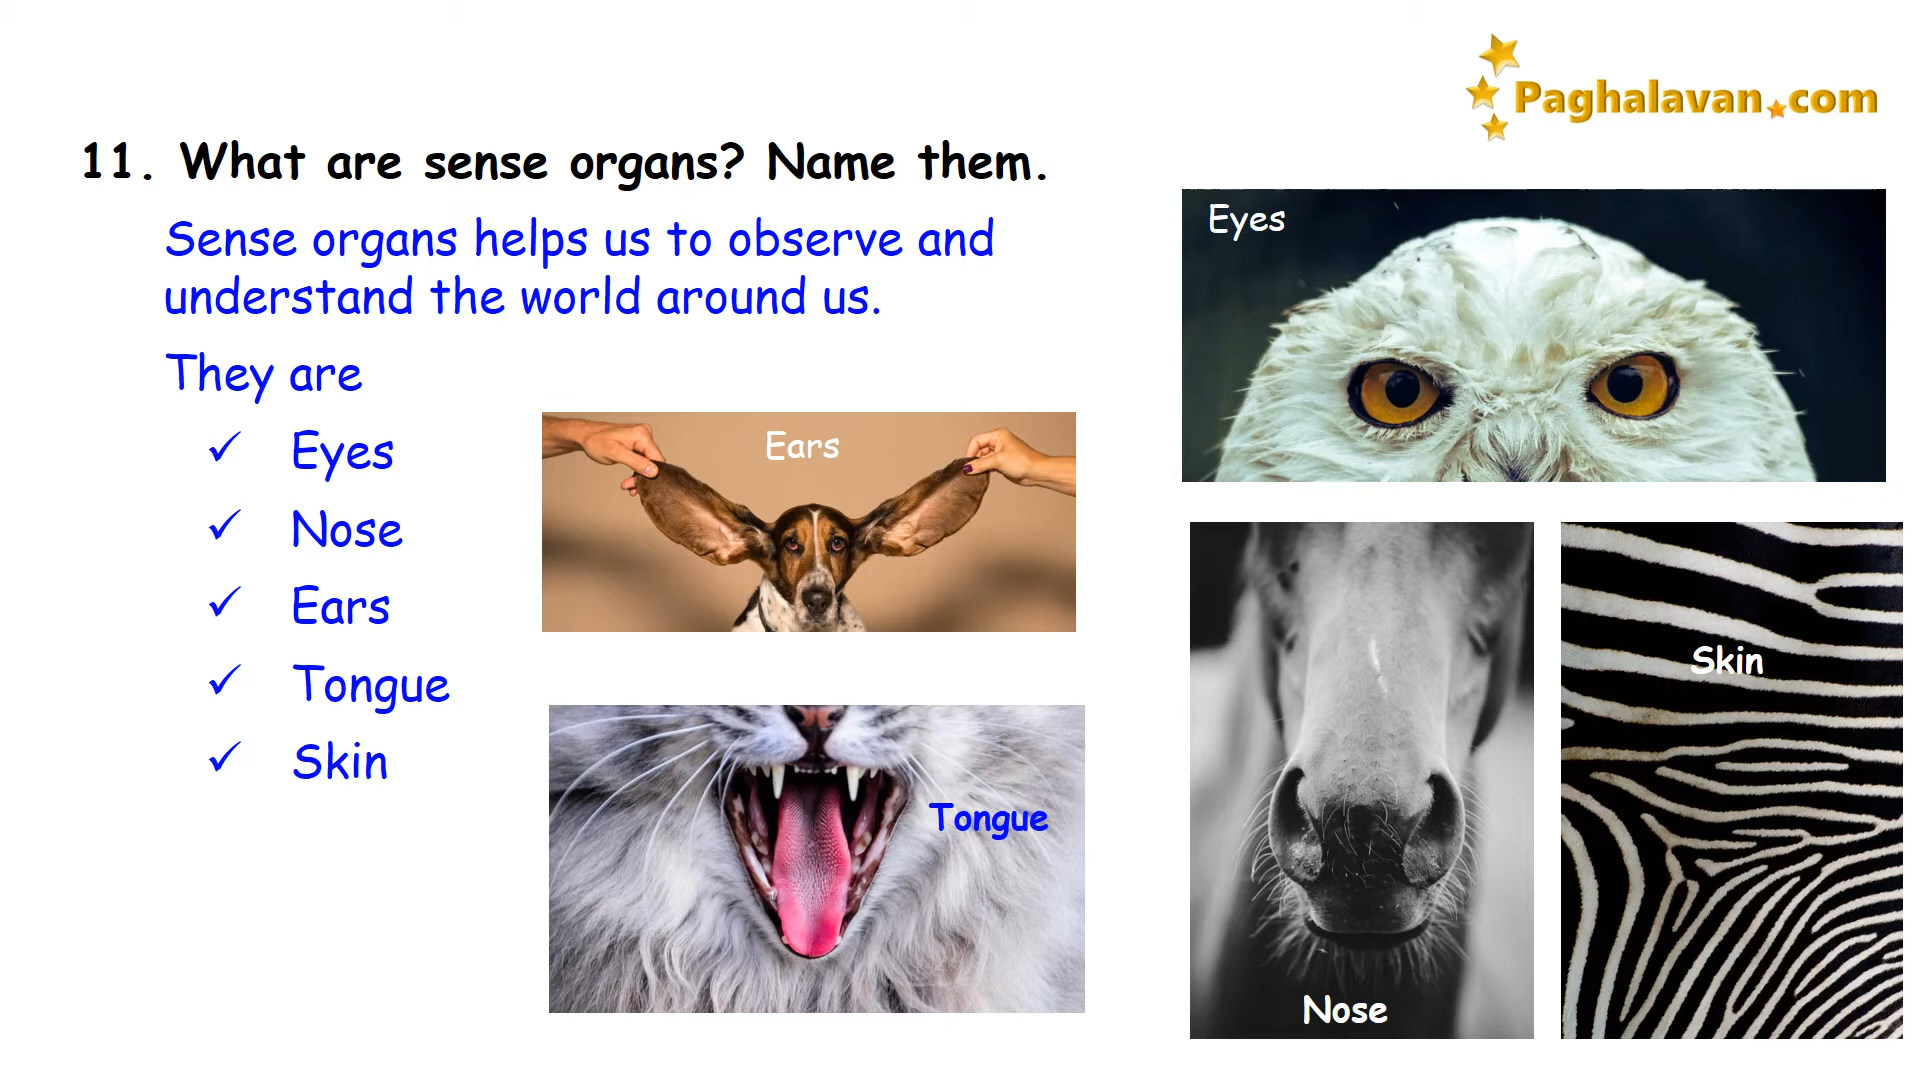 Paghalavan.com
11. What are sense organs? Name them.
Sense organs helps us to observe and
understand the world around us.
They are
✓ Eyes
✓ Nose
✓ Ears
✓ Tongue
✓ Skin
Ears
Tongue
Eyes
Nose
Skin